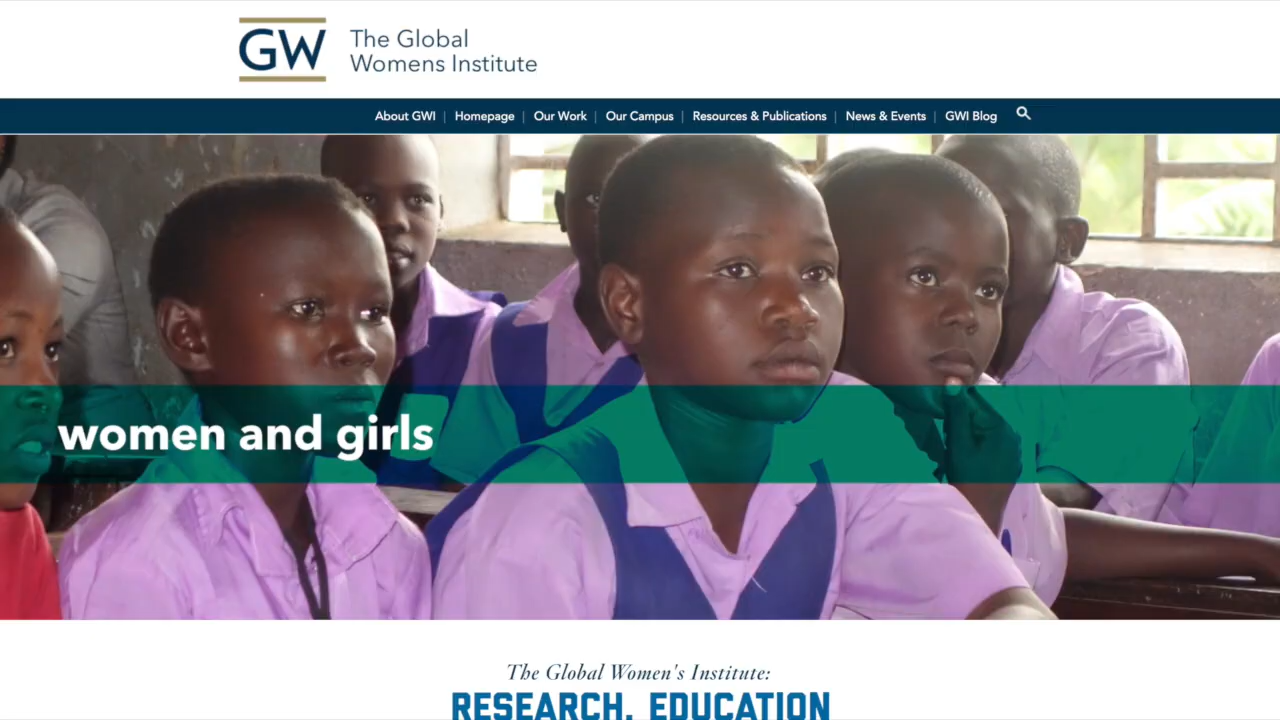 GW
The Global
Womens Institute
About GWI | Homepage | Our Work | Our Campus | Resources & Publications | News & Events | GWI Blog
women and girls
The Global Women's Institute:
RESEARCH, EDUCATION